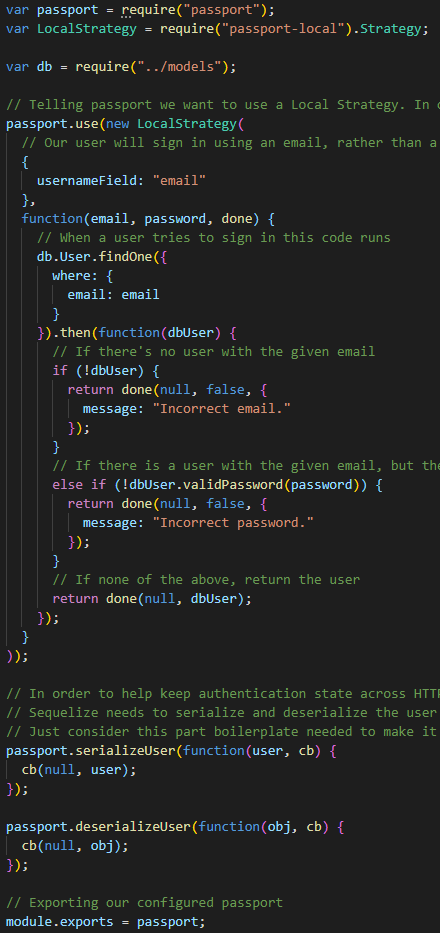 var passport = require("passport");
var LocalStrategy = require("passport-local").Strategy;

var db = require("../models");

// Telling passport we want to use a Local Strategy. In
passport.use(new LocalStrategy(
  // Our user will sign in using an email, rather than a
  {
    usernameField: "email"
  },
  function(email, password, done) {
    // When a user tries to sign in this code runs
    db.User.findOne({
      where: {
        email: email
      }
    }).then(function(dbUser) {
      // If there's no user with the given email
      if (!dbUser) {
        return done(null, false, {
          message: "Incorrect email."
        });
      }
      // If there is a user with the given email, but the
      else if (!dbUser.validPassword(password)) {
        return done(null, false, {
          message: "Incorrect password."
        });
      }
      // If none of the above, return the user
      return done(null, dbUser);
    });
  }
));

// In order to help keep authentication state across HTTP
// Sequelize needs to serialize and deserialize the user
// Just consider this part boilerplate needed to make it
passport.serializeUser(function(user, cb) {
  cb(null, user);
});

passport.deserializeUser(function(obj, cb) {
  cb(null, obj);
});

// Exporting our configured passport
module.exports = passport;